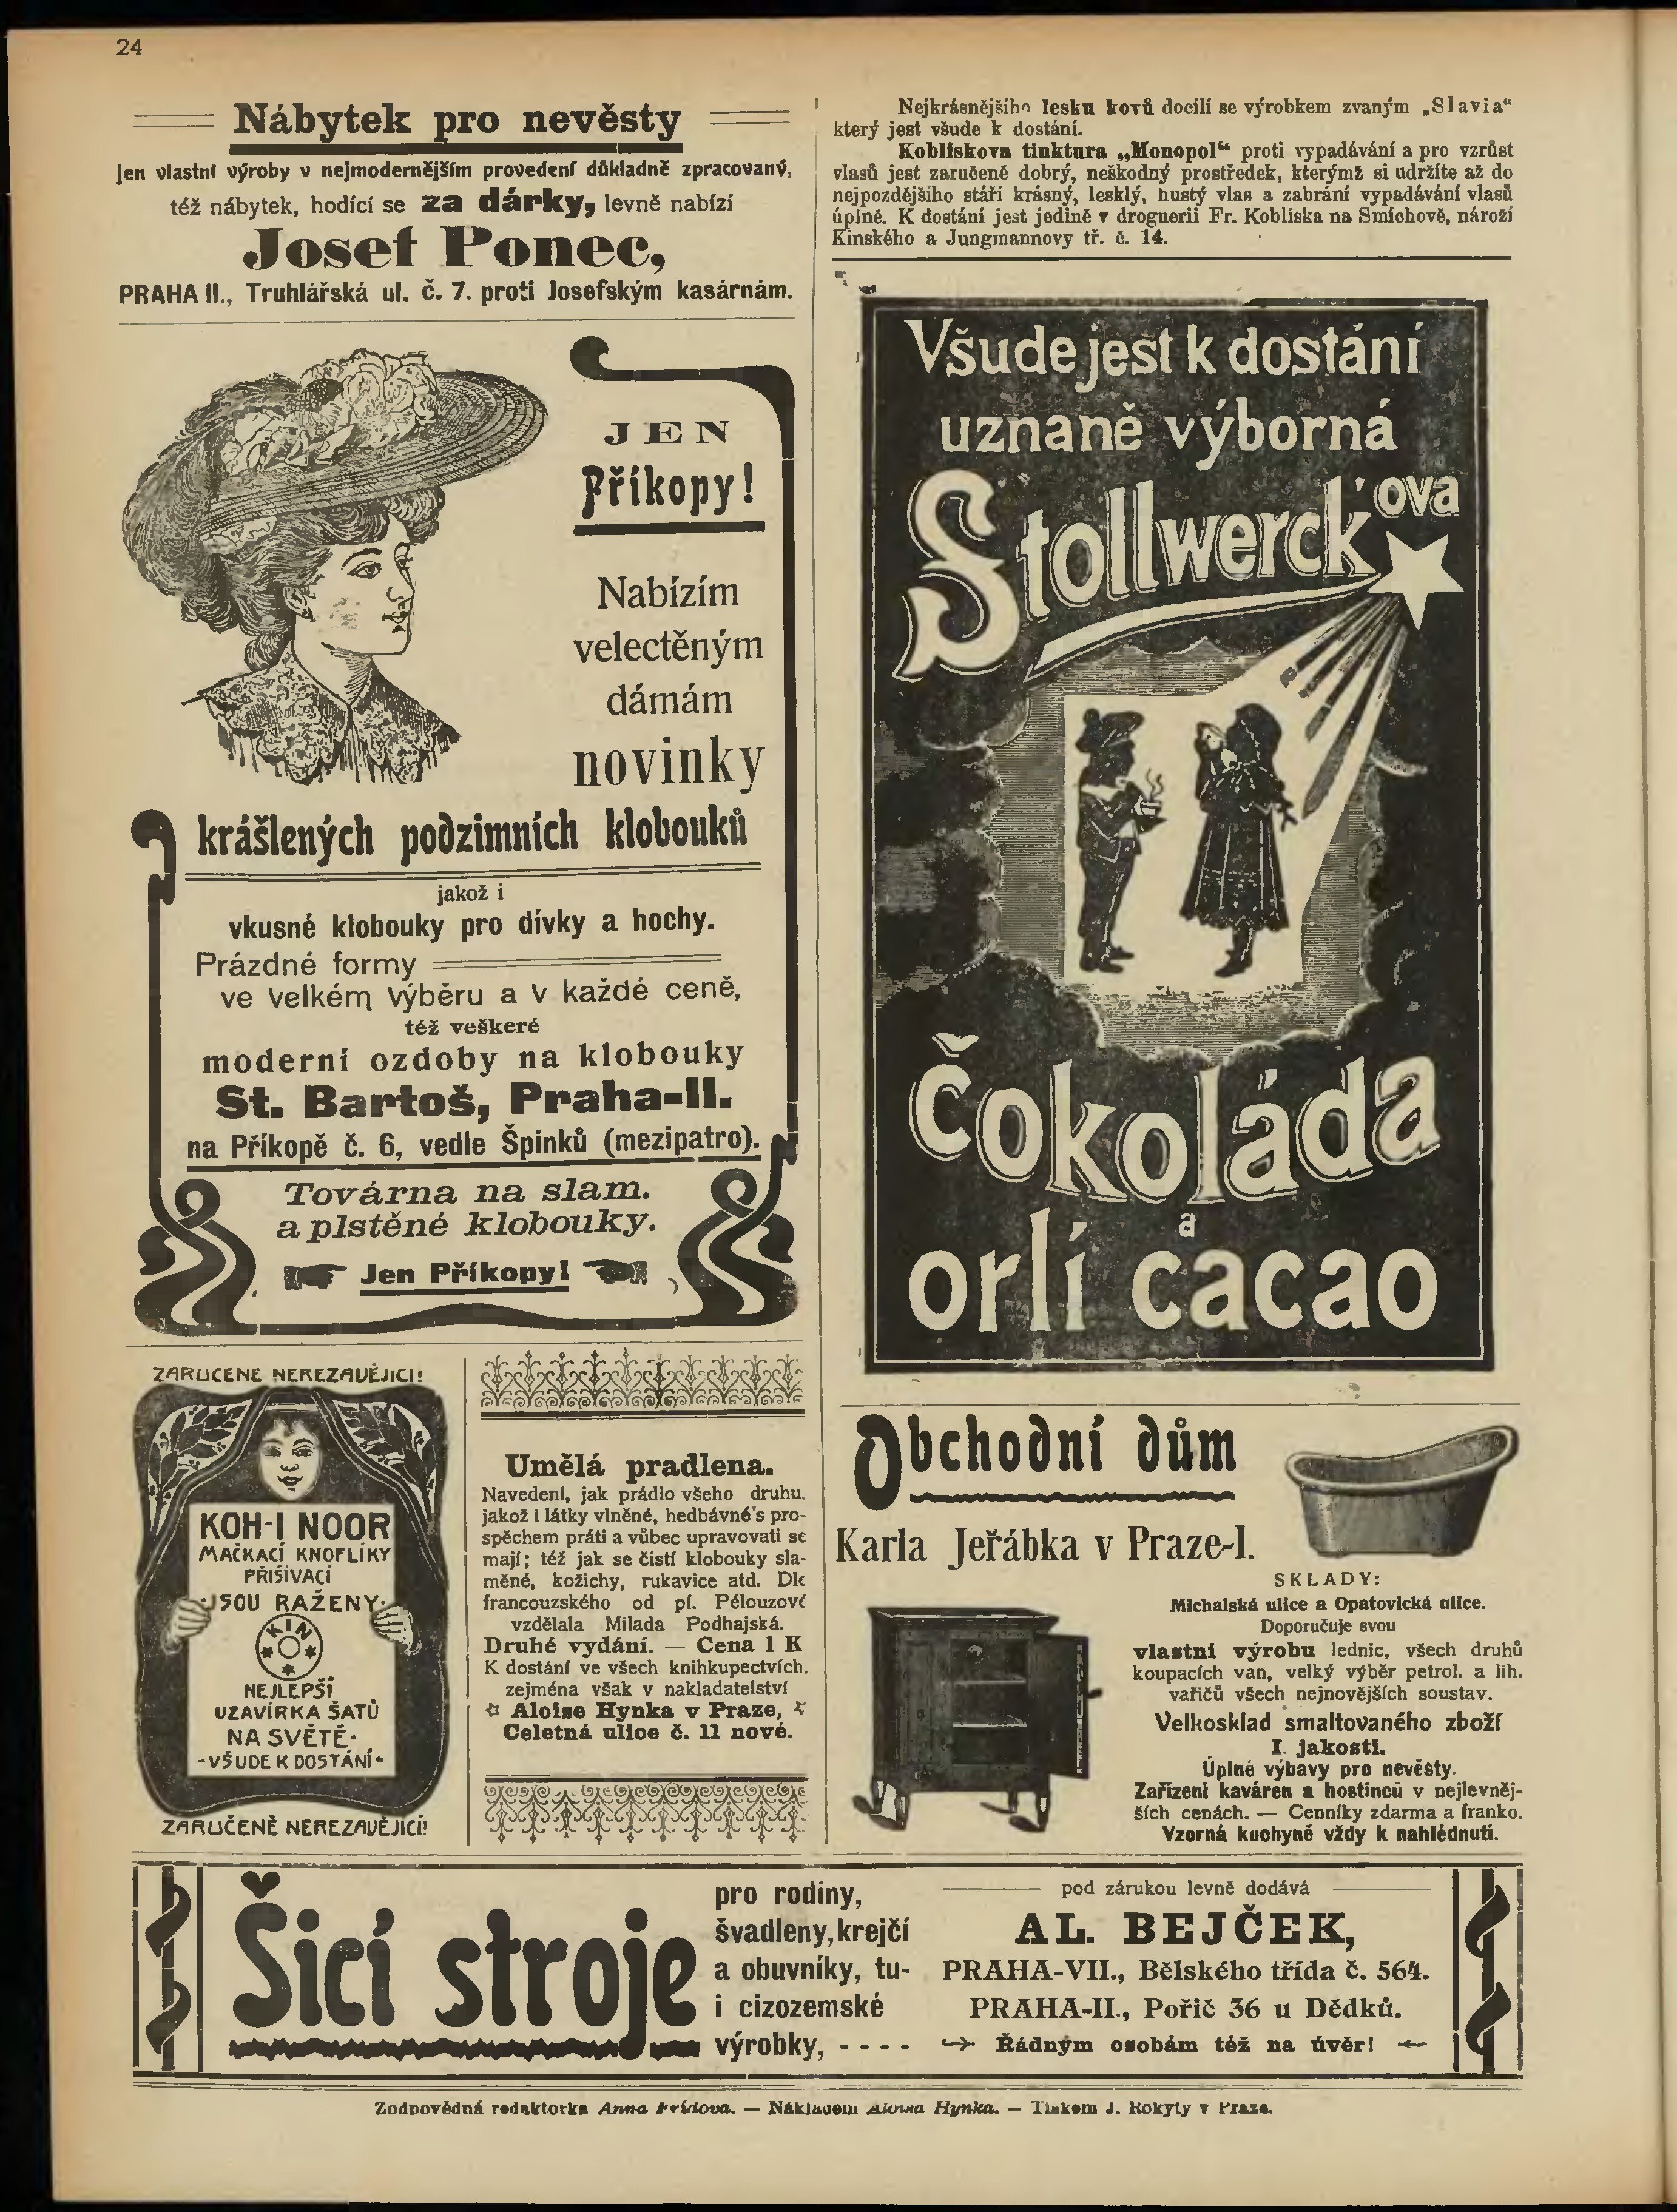 24
Nábytek pro nevěsty
jen vlastní výroby v nejmodernějším provedení důkladně zpracovaný,
též nábytek, hodící se za dárky, levně nabízí
Josef Ponec,
PRAHA II., Truhlářská ul. č. 7. proti Josefským kasárnám.
JEN
Příkopy!
Nabízím
velectěným
dámám
novinky
krášlených podzimních klobouků
jakož i
vkusné klobouky pro dívky a hochy.
Prázdné formy
ve velkém výběru a v každé ceně,
též veškeré
moderní ozdoby na klobouky
St. Bartoš, Praha-II.
na Příkopě č. 6, vedle Špinků (mezipatro).
Továrna na slam.
a plstěné klobouky.
Jen Příkopy!
ZARUČENĚ NEREZAVĚJÍCÍ!
KOH-I NOOR
MAČKACÍ KNOFLÍKY
PŘIŠIVACÍ
JSOU RAŽENY
KIN
NEJLEPŠÍ
UZAVÍRKA ŠATŮ
NA SVĚTĚ·
-VŠUDE K DOSTÁNÍ-
ZARUČENĚ NEREZAVĚJÍCÍ!
Umělá pradlena.
Navedení, jak prádlo všeho druhu,
jakož i látky vlněné, hedbávné s pro-
spěchem práti a vůbec upravovati se
mají; též jak se čistí klobouky sla-
měné, kožichy, rukavice atd. Dle
francouzského od pí. Pélouzové
vzdělala Milada Podhajská.
Druhé vydání. — Cena 1 K
K dostání ve všech knihkupectvích,
zejména však v nakladatelství
Aloise Hynka v Praze,
Celetná ulice č. 11 nové.
Nejkrásnějšího lesku kovů docílí se výrobkem zvaným „Slavia“
který jest všude k dostání.
Kobliskova tinktura „Monopol“ proti vypadávání a pro vzrůst
vlasů jest zaručeně dobrý, neškodný prostředek, kterýmž si udržíte až do
nejpozdějšího stáří krásný, lesklý, hustý vlas a zabrání vypadávání vlasů
úplně. K dostání jest jedině v droguerii Fr. Kobliska na Smíchově, nároží
Kinského a Jungmannovy tř. č. 14.
Všude jest k dostání
uznaně výborná
Stollwerck'ova
čokoláda
a
orlí cacao
Obchodní dům
Karla Jeřábka v Praze-I.
SKLADY:
Michalská ulice a Opatovická ulice.
Doporučuje svou
vlastní výrobu lednic, všech druhů
koupacích van, velký výběr petrol. a lih.
vařičů všech nejnovějších soustav.
Velkosklad smaltovaného zboží
I. jakosti.
Úplné výbavy pro nevěsty.
Zařízení kaváren a hostinců v nejlevněj-
ších cenách. — Cenníky zdarma a franko.
Vzorná kuchyně vždy k nahlédnutí.
Šicí stroje
pro rodiny,
švadleny, krejčí
a obuvníky, tu-
i cizozemské
výrobky, - - - -
pod zárukou levně dodává
AL. BEJČEK,
PRAHA-VII., Bělského třída č. 564.
PRAHA-II., Poříč 36 u Dědků.
Řádným osobám též na úvěr!
Zodpovědná redaktorka Anna Frídova. — Nákladem Aloisa Hynka. — Tiskem J. Rokyty v Praze.